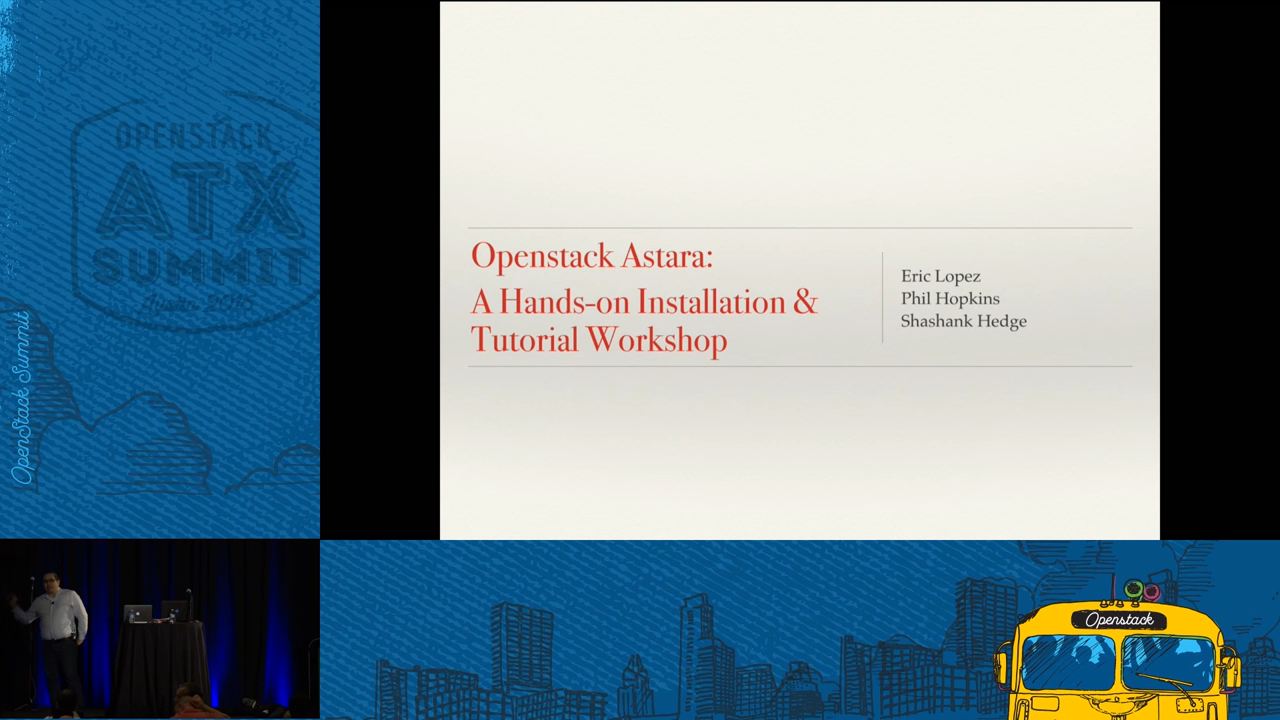 OPENSTACK
ATX
SUMMIT
Austin
OpenStack Summit
Openstack Astara:
A Hands-on Installation &
Tutorial Workshop
Eric Lopez
Phil Hopkins
Shashank Hedge
Openstack